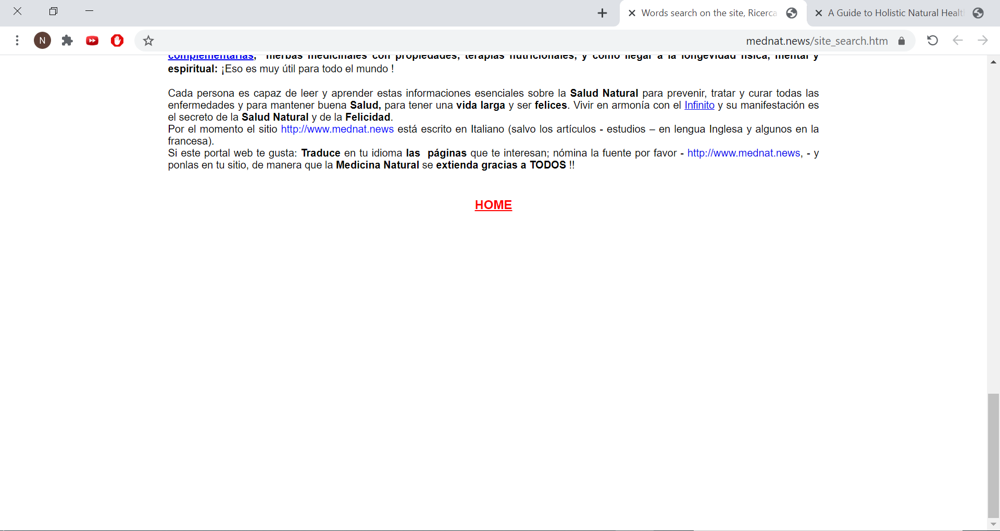 Words search on the site, Ricerca
A Guide to Holistic Natural Healt
N
mednat.news/site_search.htm
complementarias, hierbas medicinales con propiedades, terapias nutricionales, y como llegar a la longevidad física, mental y
espiritual: ¡Eso es muy útil para todo el mundo !
Cada persona es capaz de leer y aprender estas informaciones esenciales sobre la Salud Natural para prevenir, tratar y curar todas las
enfermedades y para mantener buena Salud, para tener una vida larga y ser felices. Vivir en armonía con el Infinito y su manifestación es
el secreto de la Salud Natural y de la Felicidad.
Por el momento el sitio http://www.mednat.news está escrito en Italiano (salvo los artículos - estudios – en lengua Inglesa y algunos en la
francesa).
Si este portal web te gusta: Traduce en tu idioma las páginas que te interesan; nómina la fuente por favor - http://www.mednat.news, - y
ponlas en tu sitio, de manera que la Medicina Natural se extienda gracias a TODOS !!
HOME